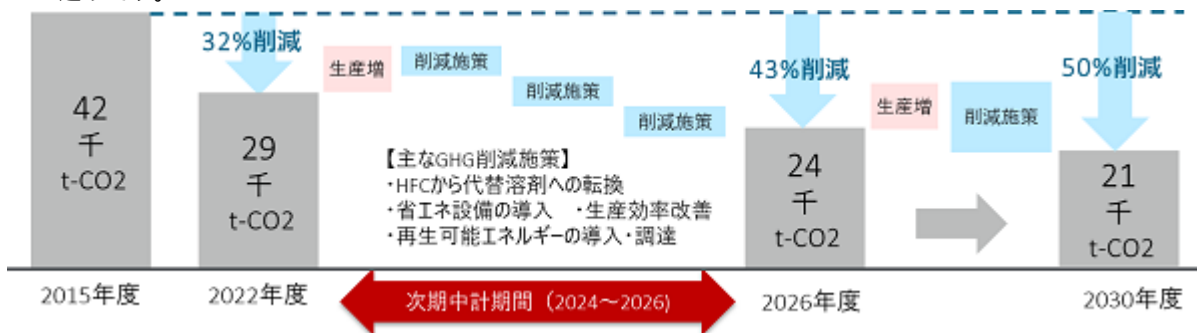 32%削減
生産増
削減施策
削減施策
削減施策
43%削減
生産増
削減施策
50%削減
42
千
t-CO2
29
千
t-CO2
【主なGHG削減施策】
・HFCから代替溶剤への転換
・省エネ設備の導入 ・生産効率改善
・再生可能エネルギーの導入・調達
24
千
t-CO2
21
千
t-CO2
2015年度
2022年度
次期中計期間（2024～2026)
2026年度
2030年度